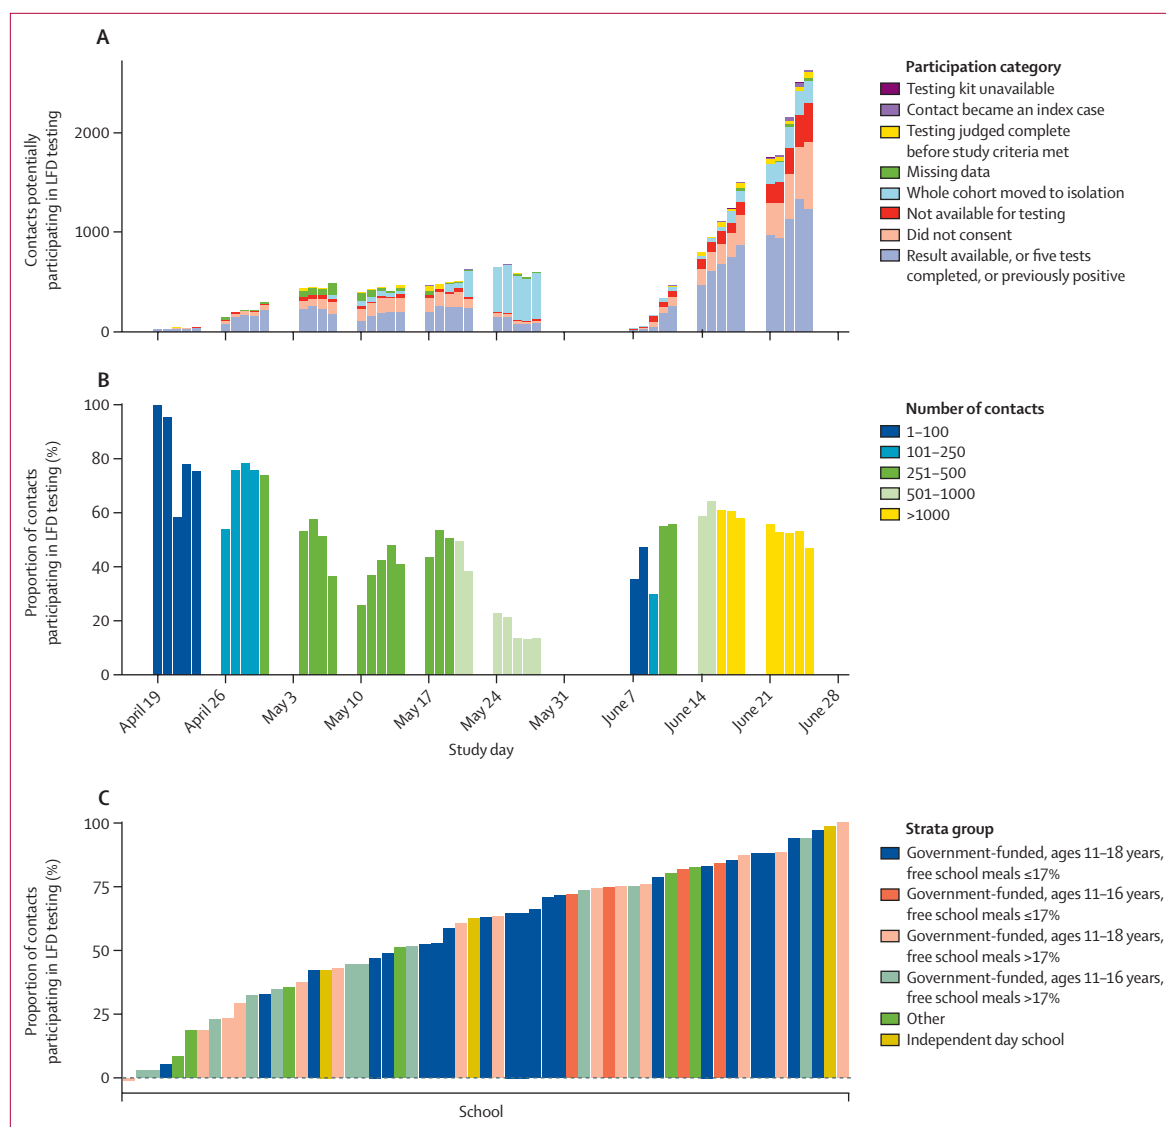 A
Contacts potentially
participating in LFD testing
2000
1000
0
Participation category
Testing kit unavailable
Contact became an index case
Testing judged complete
before study criteria met
Missing data
Whole cohort moved to isolation
Not available for testing
Did not consent
Result available, or five tests
completed, or previously positive
B
Proportion of contacts
participating in LFD testing (%)
100
80
60
40
20
0
April 19
April 26
May 3
May 10
May 17
May 24
May 31
June 7
June 14
June 21
June 28
Study day
Number of contacts
1–100
101–250
251–500
501–1000
>1000
C
Proportion of contacts
participating in LFD testing (%)
100
75
50
25
0
School
Strata group
Government-funded, ages 11–18 years,
free school meals ≤17%
Government-funded, ages 11–16 years,
free school meals ≤17%
Government-funded, ages 11–18 years,
free school meals >17%
Government-funded, ages 11–16 years,
free school meals >17%
Other
Independent day school